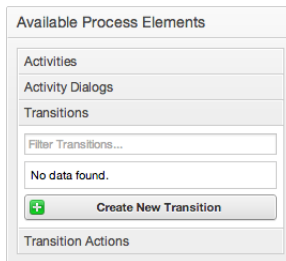 Available Process Elements
Activities
Activity Dialogs
Transitions
Filter Transitions...
No data found.
Create New Transition
Transition Actions